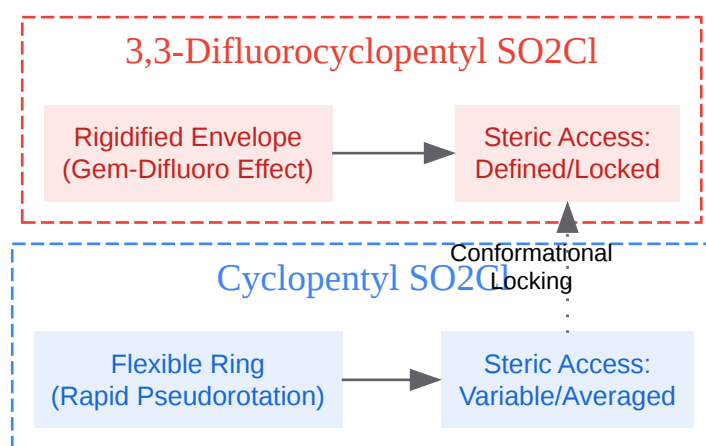 3,3-Difluorocyclopentyl SO2Cl
Rigidified Envelope
(Gem-Difluoro Effect)
Steric Access:
Defined/Locked
Conformational
Locking
Cyclopentyl SO2Cl
Flexible Ring
(Rapid Pseudorotation)
Steric Access:
Variable/Averaged